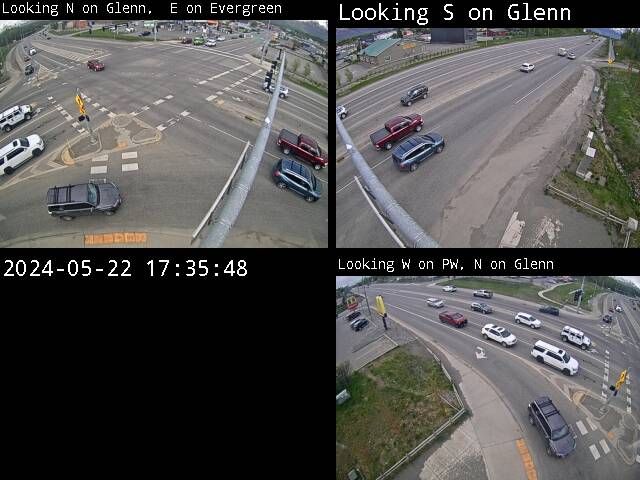 Looking N on Glenn,  E on Evergreen
Looking S on Glenn
2024-05-22 17:35:48
Looking W on PW, N on Glenn